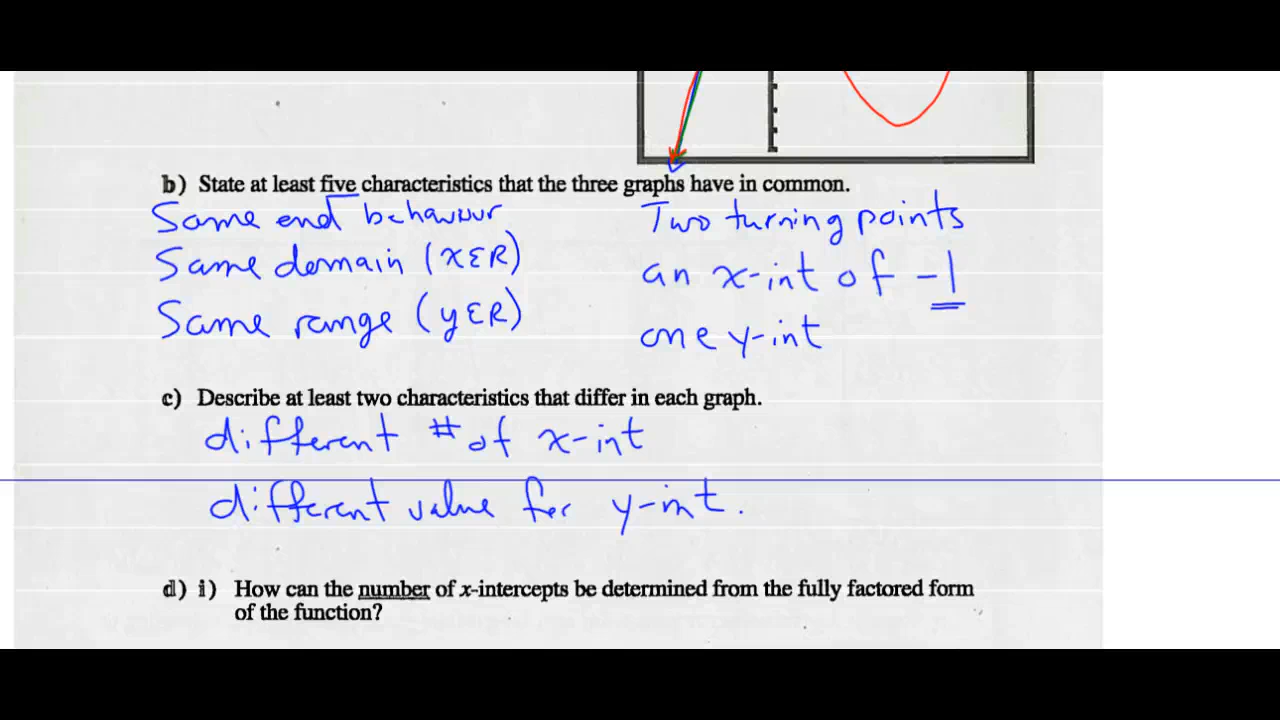 b) State at least five characteristics that the three graphs have in common.
Same end behaviour
Same domain (xεR)
Same range (yεR)
Two turning points
an x-int of -1
one y-int
c) Describe at least two characteristics that differ in each graph.
different # of x-int
different value for y-int.
d) i) How can the number of x-intercepts be determined from the fully factored form
of the function?